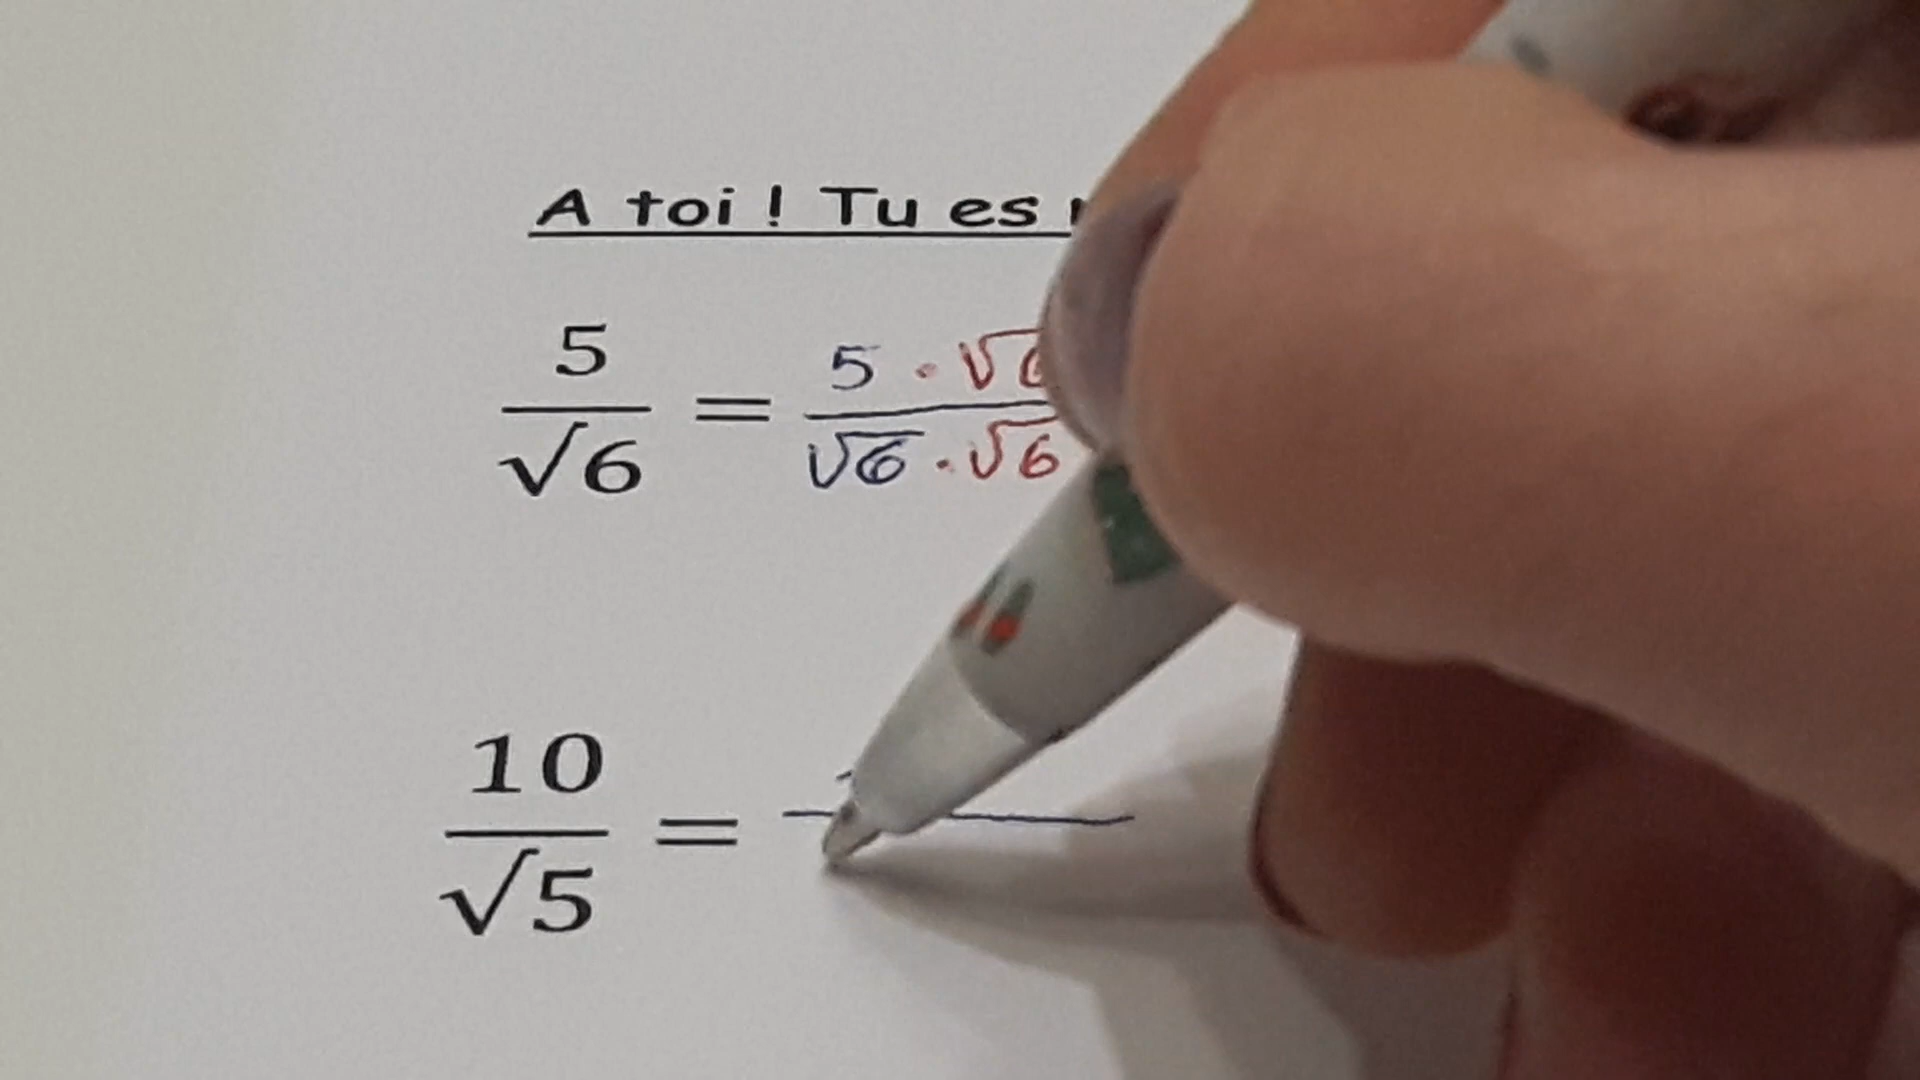 A toi ! Tu es
5/√6 = 5 · √6 / √6 · √6
10/√5 =